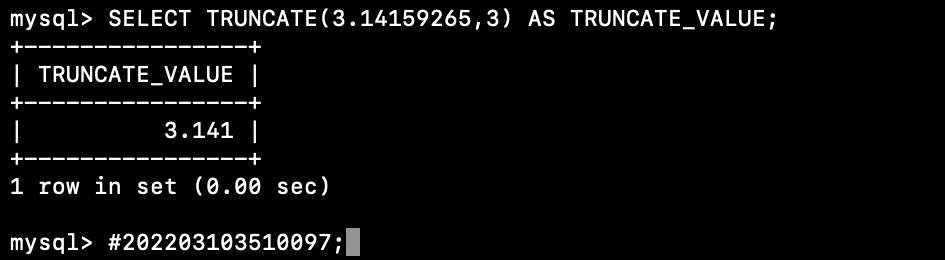 mysql> SELECT TRUNCATE(3.14159265,3) AS TRUNCATE_VALUE;
+----------------+
| TRUNCATE_VALUE |
+----------------+
|          3.141 |
+----------------+
1 row in set (0.00 sec)
mysql> #202203103510097;